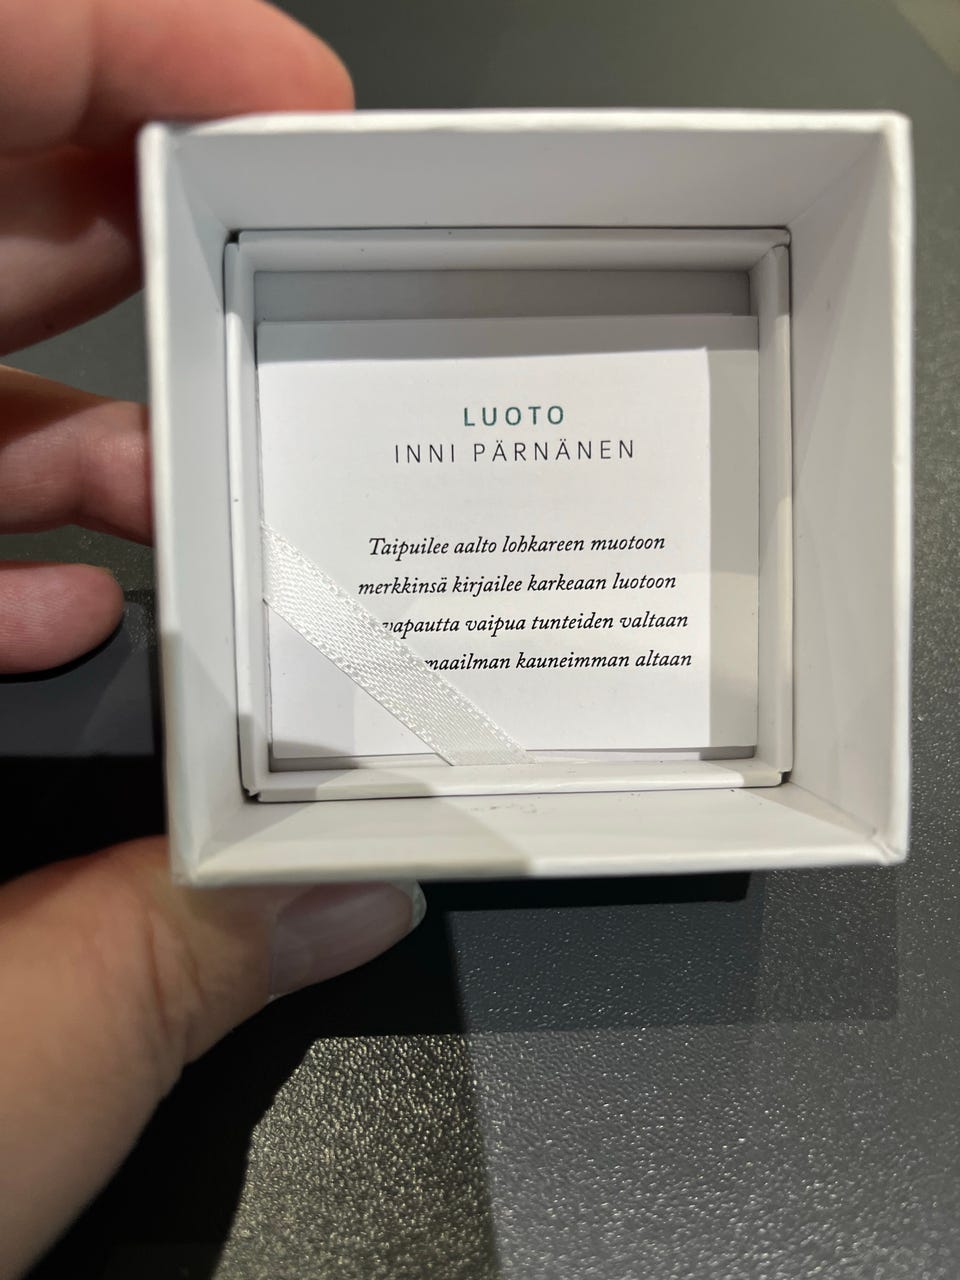 LUOTO
INNI PÄRNÄNEN
Taipuilee aalto lohkareen muotoon
merkkinsä kirjailee karkeaan luotoon
vapautta vaipua tunteiden valtaan
maailman kauneimman altaan